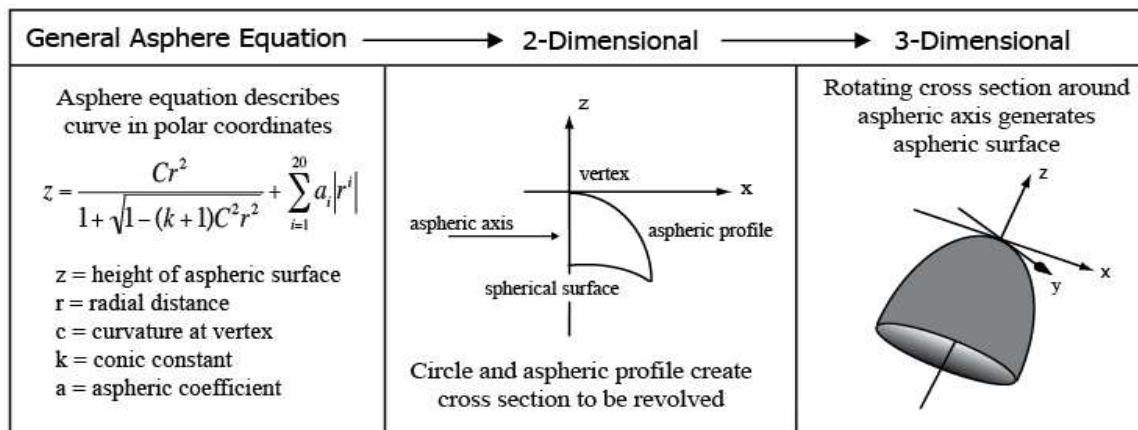 General Asphere Equation
2-Dimensional
3-Dimensional
Asphere equation describes
curve in polar coordinates
z = \frac{Cr^2}{1+\sqrt{1-(k+1)C^2r^2}} + \sum_{i=1}^{20} a_i|r^i|
z = height of aspheric surface
r = radial distance
c = curvature at vertex
k = conic constant
a = aspheric coefficient
z
vertex
x
aspheric axis
aspheric profile
spherical surface
Circle and aspheric profile create
cross section to be revolved
Rotating cross section around
aspheric axis generates
aspheric surface
z
x
y